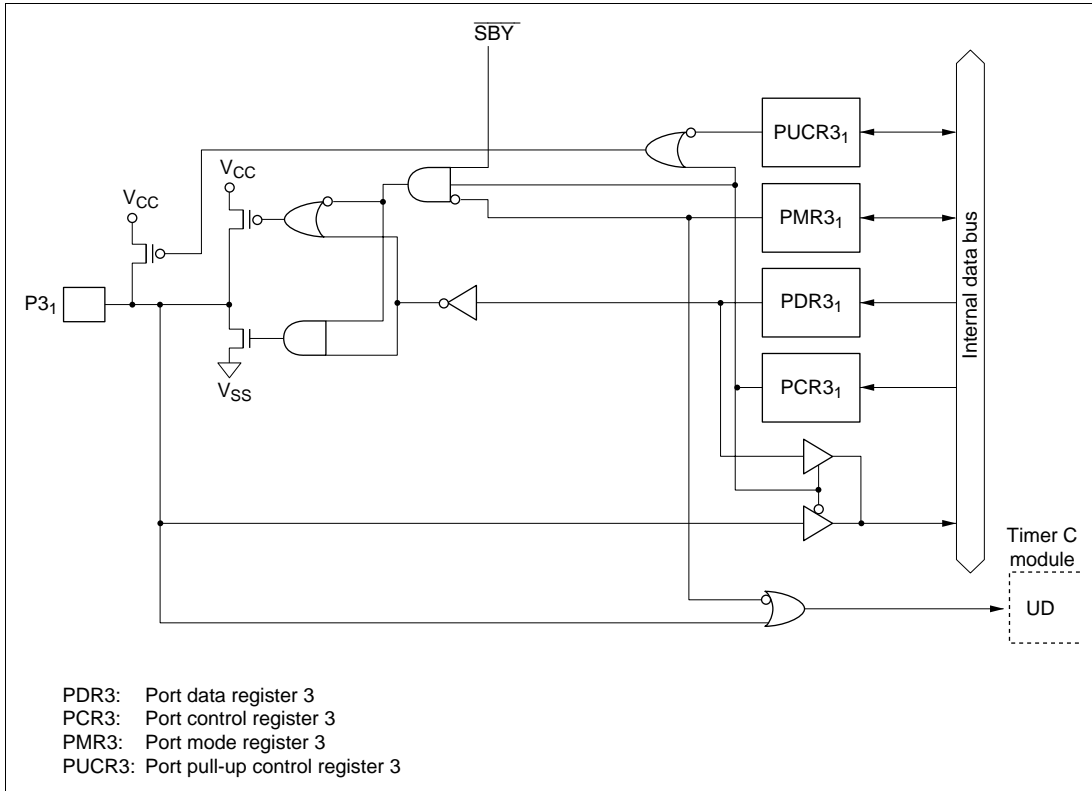 SBY
PUCR3₁
V_CC
PMR3₁
V_CC
Internal data bus
PDR3₁
P3₁
PCR3₁
V_SS
Timer C
module
UD
PDR3: Port data register 3
PCR3: Port control register 3
PMR3: Port mode register 3
PUCR3: Port pull-up control register 3